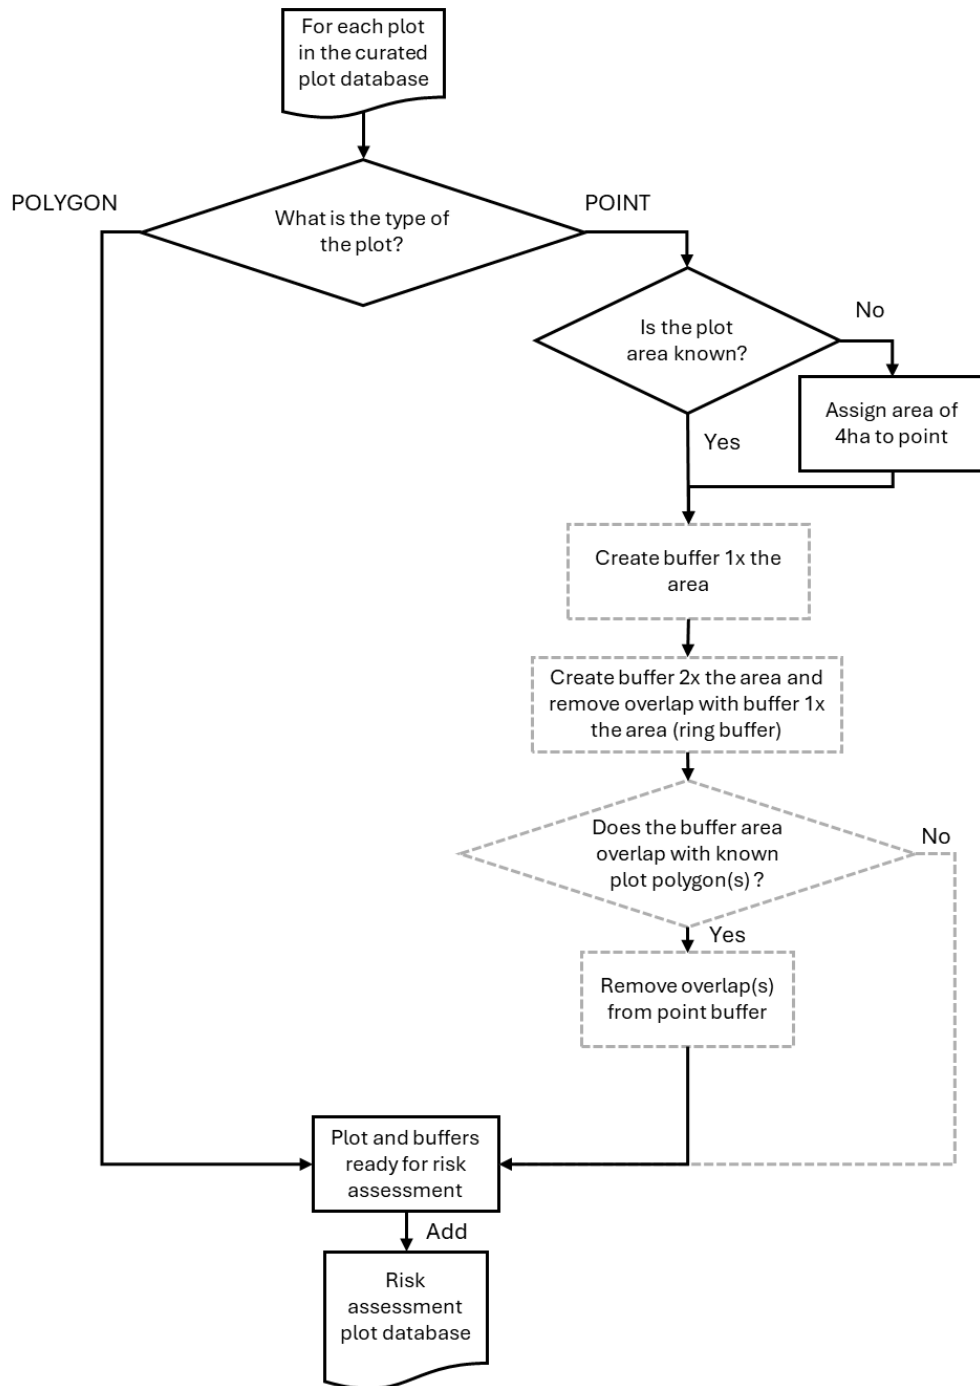 For each plot
in the curated
plot database
POLYGON
POINT
What is the type of
the plot?
No
Is the plot
area known?
Assign area of
4ha to point
Yes
Create buffer 1x the
area
Create buffer 2x the area and
remove overlap with buffer 1x
the area (ring buffer)
Does the buffer area
overlap with known
plot polygon(s) ?
No
Yes
Remove overlap(s)
from point buffer
Plot and buffers
ready for risk
assessment
Add
Risk
assessment
plot database